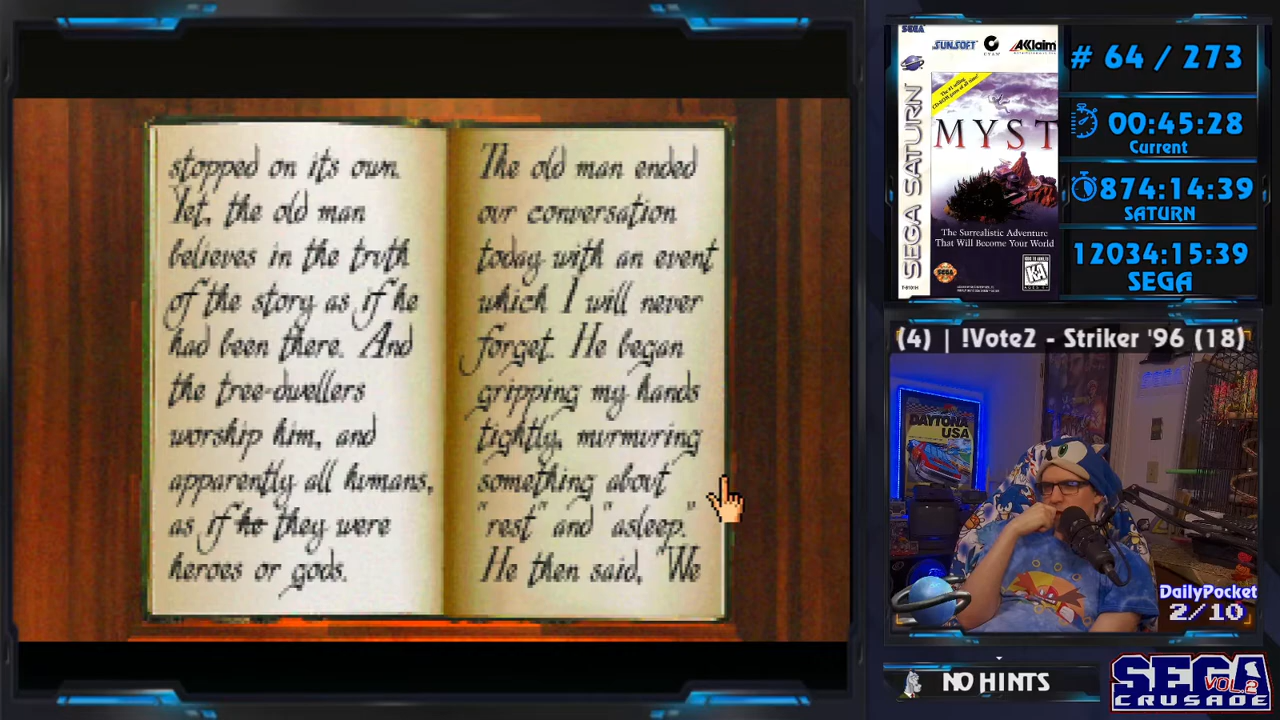 stopped on its own.
Yet, the old man
believes in the truth
of the story as if he
had been there. And
the tree-dwellers
worship him, and
apparently all humans,
as if he they were
heroes or gods.
The old man ended
our conversation
today with an event
which I will never
forget. He began
gripping my hands
tightly, murmuring
something about
"rest" and "asleep."
He then said, "We
SEGA
SUNSOFT
CYAN
AKlaim
SEGA SATURN
MYST
The Surrealistic Adventure
That Will Become Your World
SEGA
K-A
# 64 / 273
00:45:28
Current
874:14:39
SATURN
12034:15:39
SEGA
(4) | !Vote2 - Striker '96 (18)
DAYTONA
USA
DailyPocket
2/10
NO HINTS
SEGA
VOL.2
CRUSADE